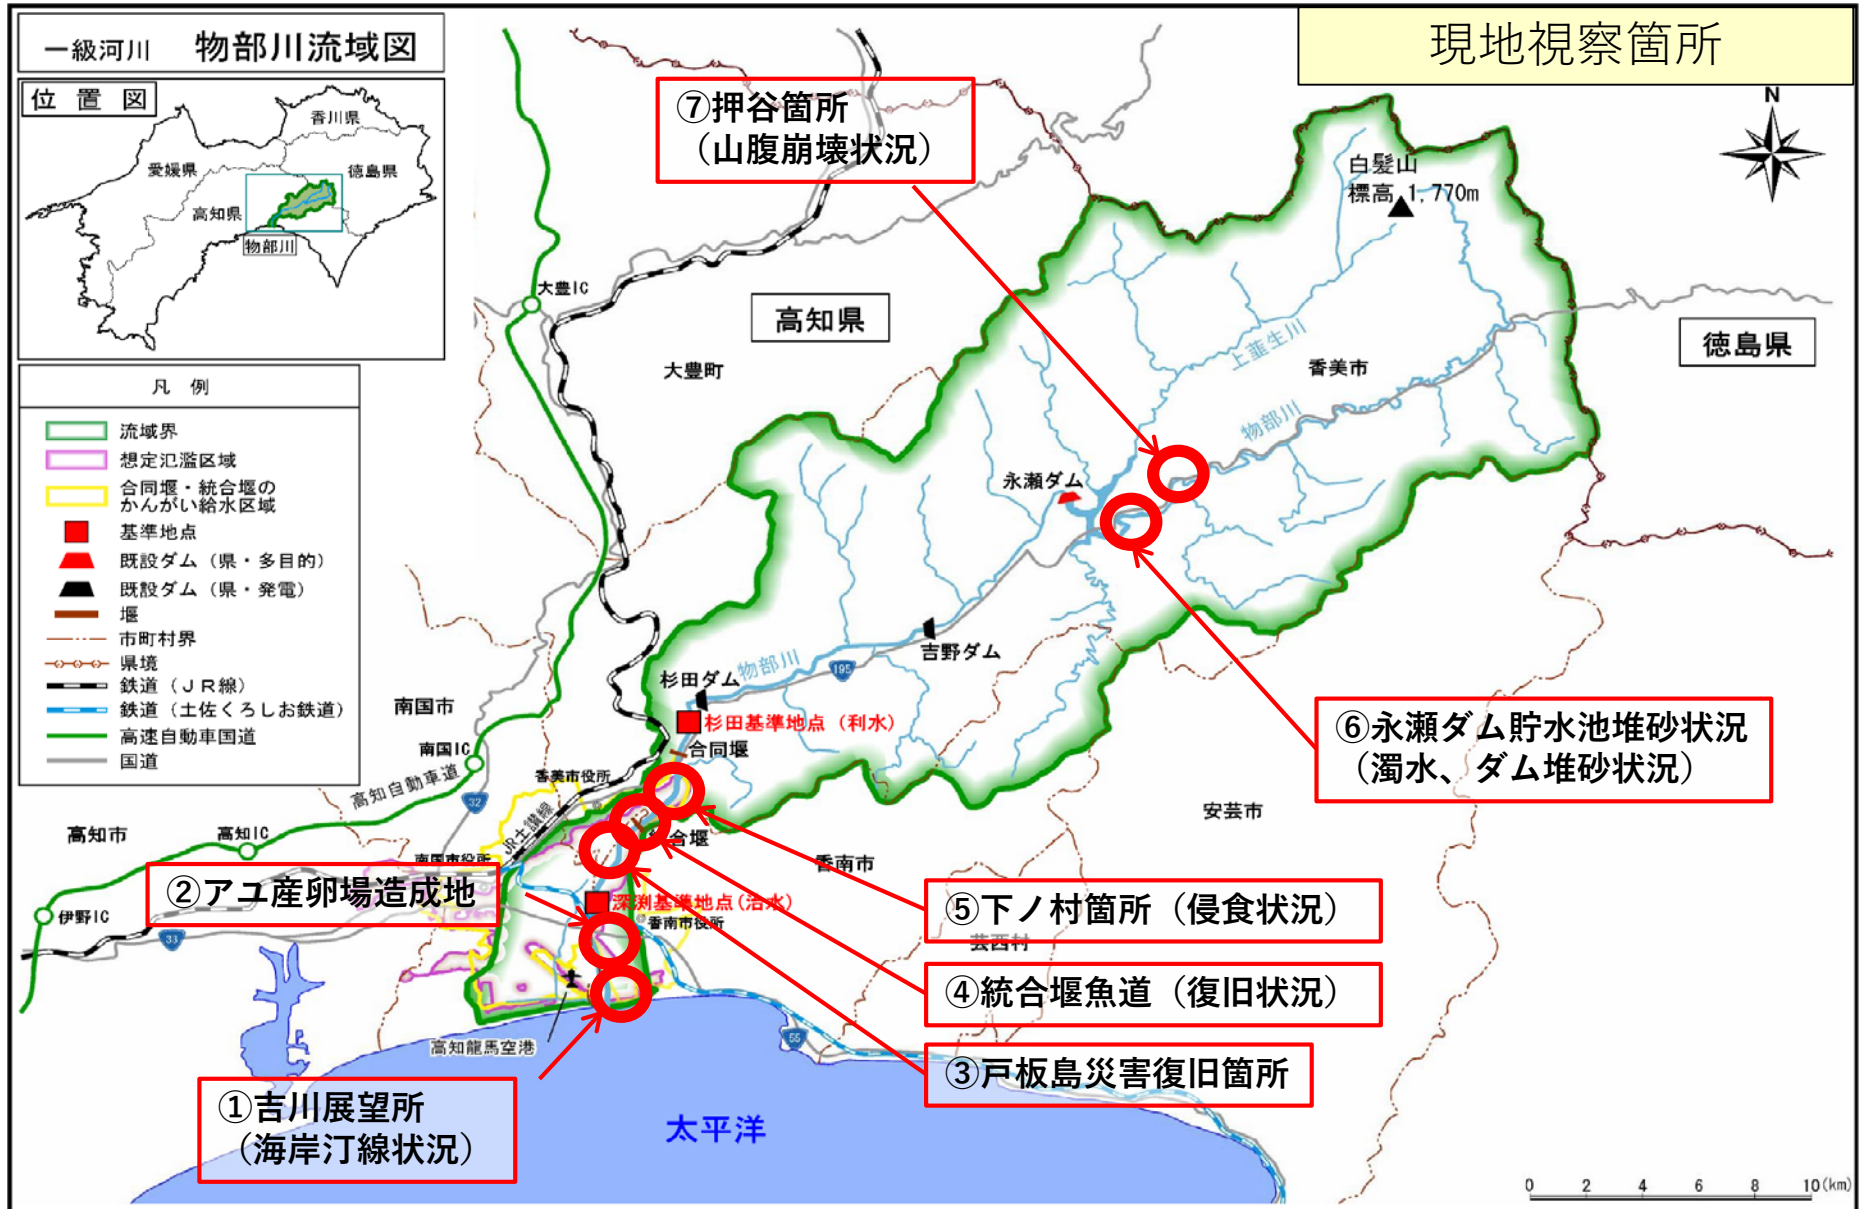 一級河川　物部川流域図
現地視察箇所
位置図
香川県
愛媛県
徳島県
高知県
物部川
凡例
流域界
想定氾濫区域
合同堰・統合堰の
かんがい給水区域
基準地点
既設ダム（県・多目的）
既設ダム（県・発電）
堰
市町村界
県境
鉄道（ＪＲ線）
鉄道（土佐くろしお鉄道）
高速自動車国道
国道
⑦押谷箇所
（山腹崩壊状況）
N
白髪山
標高 1,770m
大豊IC
高知県
徳島県
大豊町
上韮生川
香美市
物部川
永瀬ダム
吉野ダム
物部川
195
杉田ダム
杉田基準地点（利水）
合同堰
⑥永瀬ダム貯水池堆砂状況
（濁水、ダム堆砂状況）
南国市
南国IC
高知自動車道
32
香美市役所
JR土讃線
安芸市
高知市
高知IC
南国市役所
統合堰
香南市
②アユ産卵場造成地
深渕基準地点（治水）
香南市役所
⑤下ノ村箇所（侵食状況）
伊野IC
33
芸西村
④統合堰魚道（復旧状況）
高知龍馬空港
55
③戸板島災害復旧箇所
①吉川展望所
（海岸汀線状況）
太平洋
0 2 4 6 8 10(km)